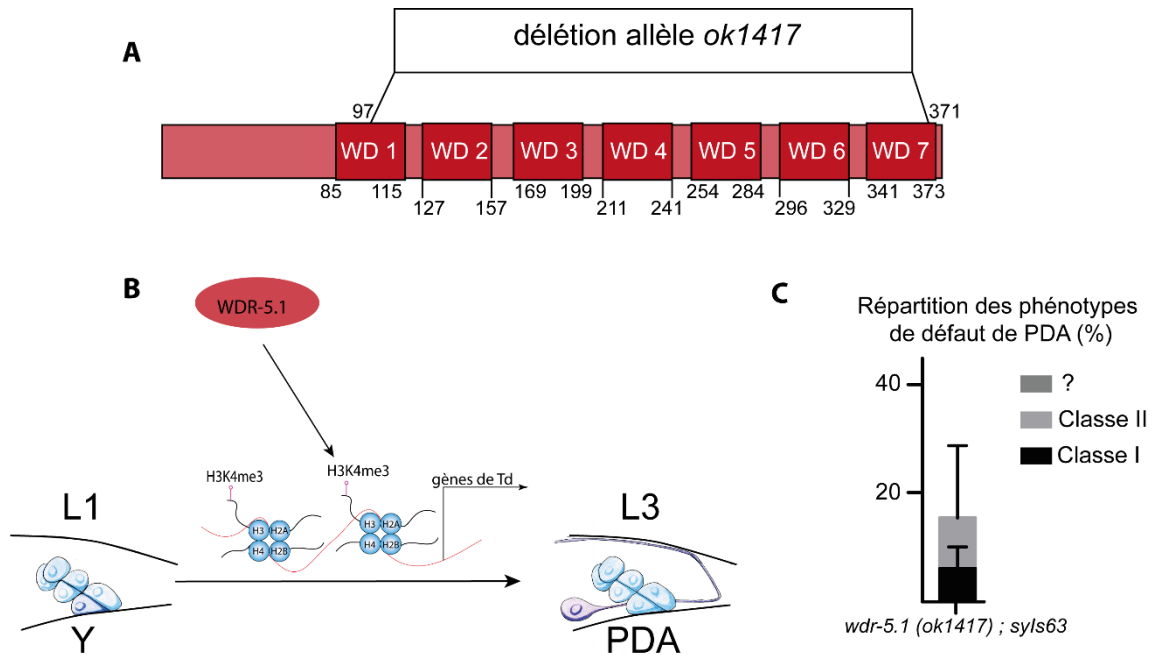 A
délétion allèle ok1417
97
371
WD 1
WD 2
WD 3
WD 4
WD 5
WD 6
WD 7
85
115
127
157
169
199
211
241
254
284
296
329
341
373
B
WDR-5.1
H3K4me3
H3K4me3
gènes de Td
H3
H2A
H4
H2B
H3
H2A
H4
H2B
L1
Y
L3
PDA
C
Répartition des phénotypes
de défaut de PDA (%)
40
20
?
Classe II
Classe I
wdr-5.1 (ok1417) ; syIs63